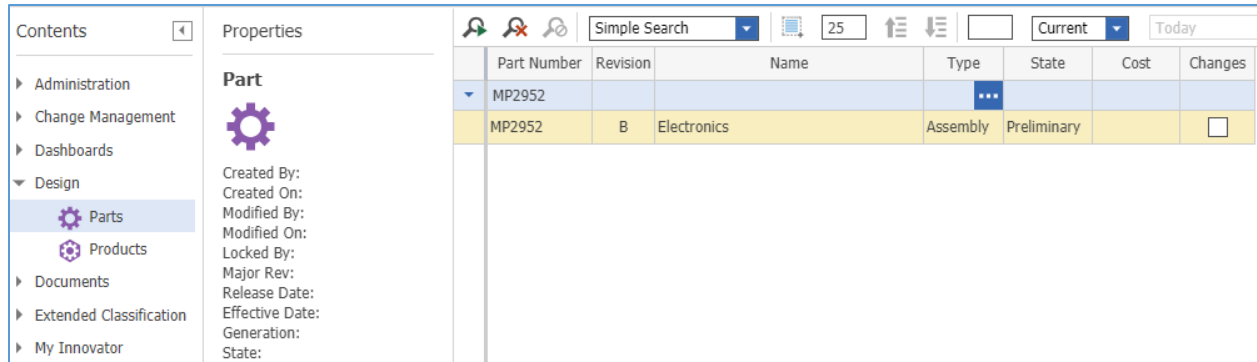 Contents
Administration
Change Management
Dashboards
Design
Parts
Products
Documents
Extended Classification
My Innovator
Properties
Part
Created By:
Created On:
Modified By:
Modified On:
Locked By:
Major Rev:
Release Date:
Effective Date:
Generation:
State:
Simple Search 25 Current Today
Part Number Revision Name Type State Cost Changes
MP2952 ...
MP2952 B Electronics Assembly Preliminary